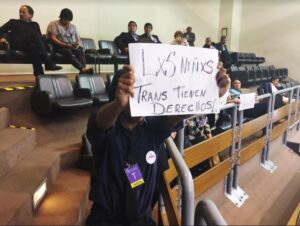 LXS NIÑXS
TRANS TIENEN
DERECHOS!
T